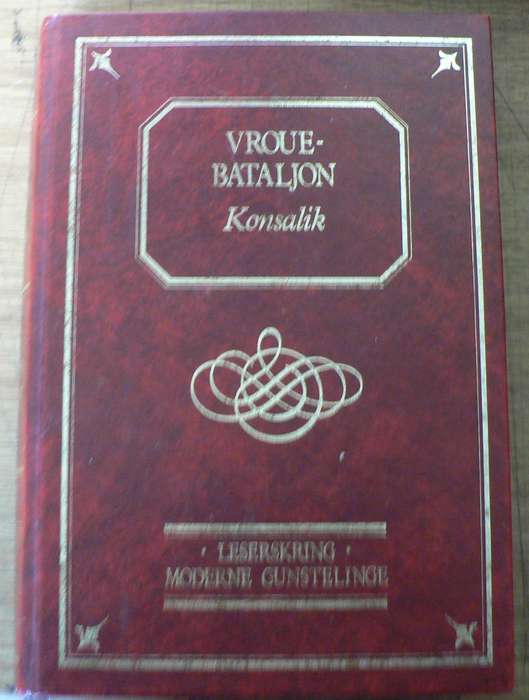 VROUE-
BATALJON
Konsalik
· LESERSKRING ·
MODERNE GUNSTELINGE